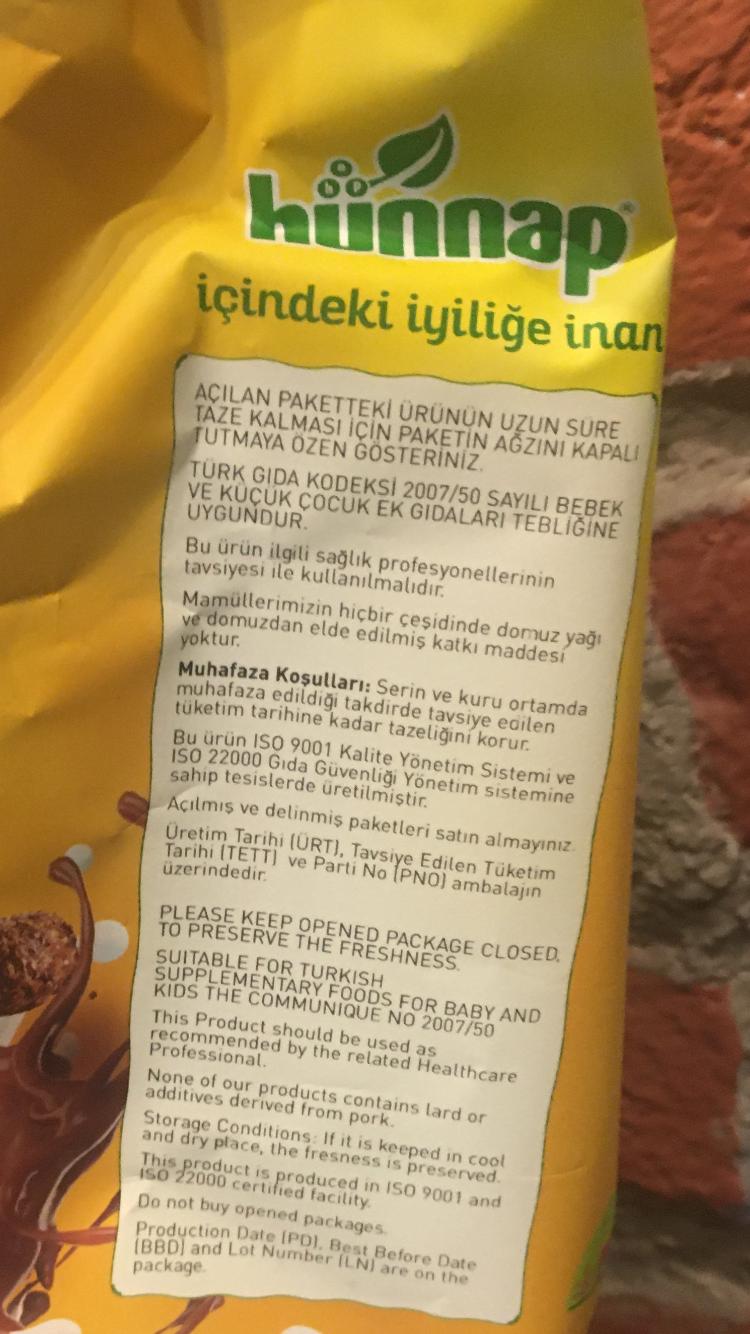 hünnap®
içindeki iyiliğe inan
AÇILAN PAKETTEKİ ÜRÜNÜN UZUN SÜRE
TAZE KALMASI İÇİN PAKETİN AĞZINI KAPALI
TUTMAYA ÖZEN GÖSTERİNİZ.
TÜRK GIDA KODEKSİ 2007/50 SAYILI BEBEK
VE KÜÇÜK ÇOCUK EK GIDALARI TEBLİĞİNE
UYGUNDUR.
Bu ürün ilgili sağlık profesyonellerinin
tavsiyesi ile kullanılmalıdır.
Mamüllerimizin hiçbir çeşidinde domuz yağı
ve domuzdan elde edilmiş katkı maddesi
yoktur.
Muhafaza Koşulları: Serin ve kuru ortamda
muhafaza edildiği takdirde tavsiye edilen
tüketim tarihine kadar tazeliğini korur.
Bu ürün ISO 9001 Kalite Yönetim Sistemi ve
ISO 22000 Gıda Güvenliği Yönetim sistemine
sahip tesislerde üretilmiştir.
Açılmış ve delinmiş paketleri satın almayınız.
Üretim Tarihi (ÜRT), Tavsiye Edilen Tüketim
Tarihi (TETT) ve Parti No (PNO) ambalajın
üzerindedir.
PLEASE KEEP OPENED PACKAGE CLOSED.
TO PRESERVE THE FRESHNESS.
SUITABLE FOR TURKISH
SUPPLEMENTARY FOODS FOR BABY AND
KIDS THE COMMUNIQUE NO 2007/50
This Product should be used as
recommended by the related Healthcare
Professional.
None of our products contains lard or
additives derived from pork.
Storage Conditions: If it is keeped in cool
and dry place, the fresness is preserved.
This product is produced in ISO 9001 and
ISO 22000 certified facility.
Do not buy opened packages.
Production Date (PD), Best Before Date
(BBD) and Lot Number (LN) are on the
package.